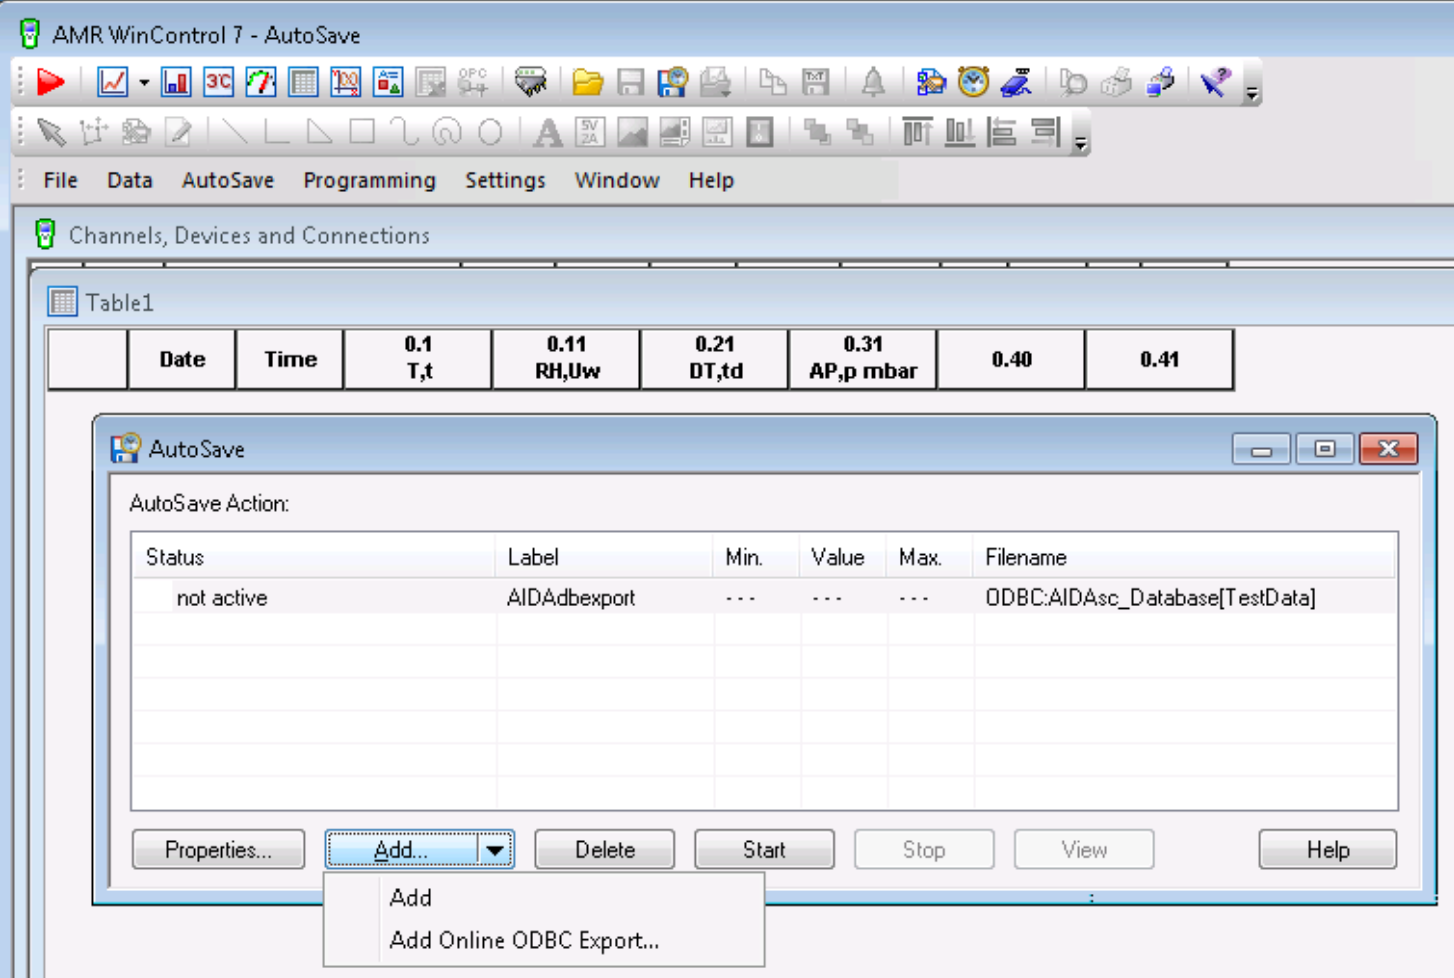 AMR WinControl 7 - AutoSave
File Data AutoSave Programming Settings Window Help
Channels, Devices and Connections
Table1
Date Time 0.1 T,t 0.11 RH,Uw 0.21 DT,td 0.31 AP,p mbar 0.40 0.41
AutoSave
AutoSave Action:
Status Label Min. Value Max. Filename
not active AIDAdbexport --- --- --- ODBC:AIDAsc_Database[TestData]
Properties... Add... Delete Start Stop View Help
Add
Add Online ODBC Export...